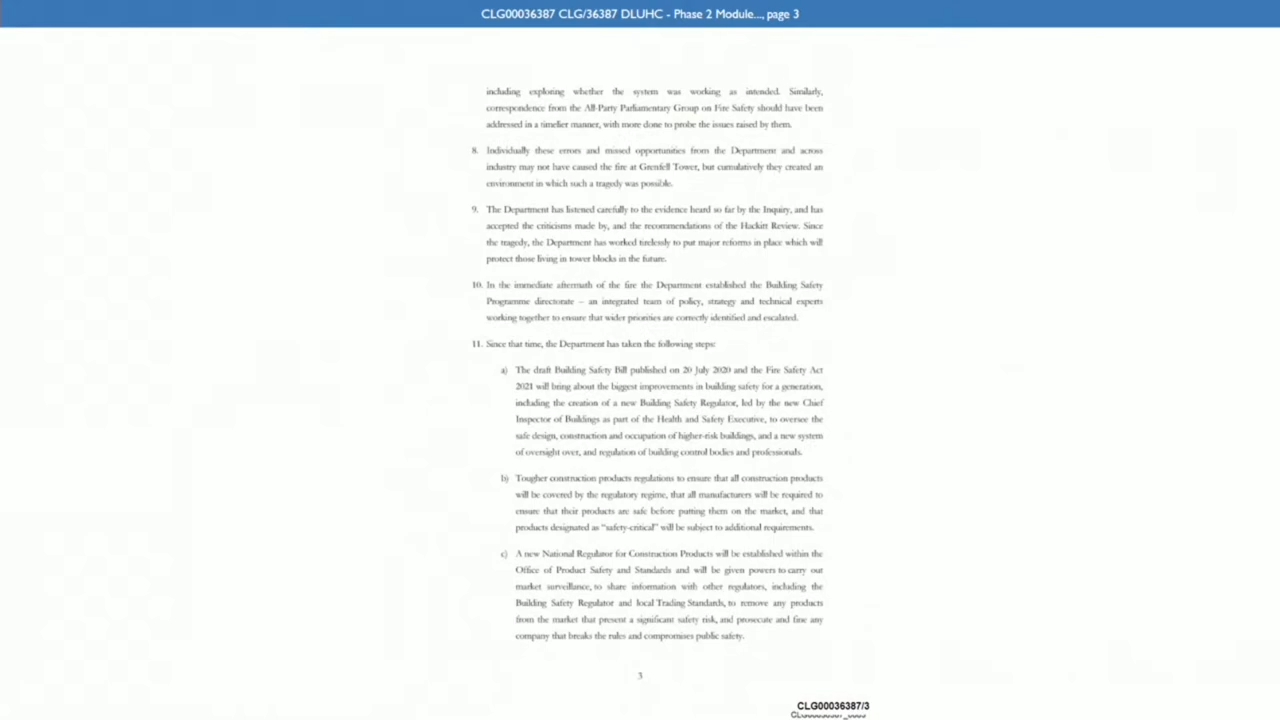 CLG00036387 CLG/36387 DLUHC - Phase 2 Module..., page 3
including exploring whether the system was working as intended. Similarly,
correspondence from the All-Party Parliamentary Group on Fire Safety should have been
addressed in a timelier manner, with more done to probe the issues raised by them.
8. Individually these errors and missed opportunities from the Department and across
industry may not have caused the fire at Grenfell Tower, but cumulatively they created an
environment in which such a tragedy was possible.
9. The Department has listened carefully to the evidence heard so far by the Inquiry, and has
accepted the criticisms made by, and the recommendations of the Hackitt Review. Since
the tragedy, the Department has worked tirelessly to put major reforms in place which will
protect those living in tower blocks in the future.
10. In the immediate aftermath of the fire the Department established the Building Safety
Programme directorate – an integrated team of policy, strategy and technical experts
working together to ensure that wider priorities are correctly identified and escalated.
11. Since that time, the Department has taken the following steps:
a) The draft Building Safety Bill published on 20 July 2020 and the Fire Safety Act
2021 will bring about the biggest improvements in building safety for a generation,
including the creation of a new Building Safety Regulator, led by the new Chief
Inspector of Buildings as part of the Health and Safety Executive, to oversee the
safe design, construction and occupation of higher-risk buildings, and a new system
of oversight over, and regulation of building control bodies and professionals.
b) Tougher construction products regulations to ensure that all construction products
will be covered by the regulatory regime, that all manufacturers will be required to
ensure that their products are safe before putting them on the market, and that
products designated as “safety-critical” will be subject to additional requirements.
c) A new National Regulator for Construction Products will be established within the
Office of Product Safety and Standards and will be given powers to carry out
market surveillance, to share information with other regulators, including the
Building Safety Regulator and local Trading Standards, to remove any products
from the market that present a significant safety risk, and prosecute and fine any
company that breaks the rules and compromises public safety.
3
CLG00036387/3